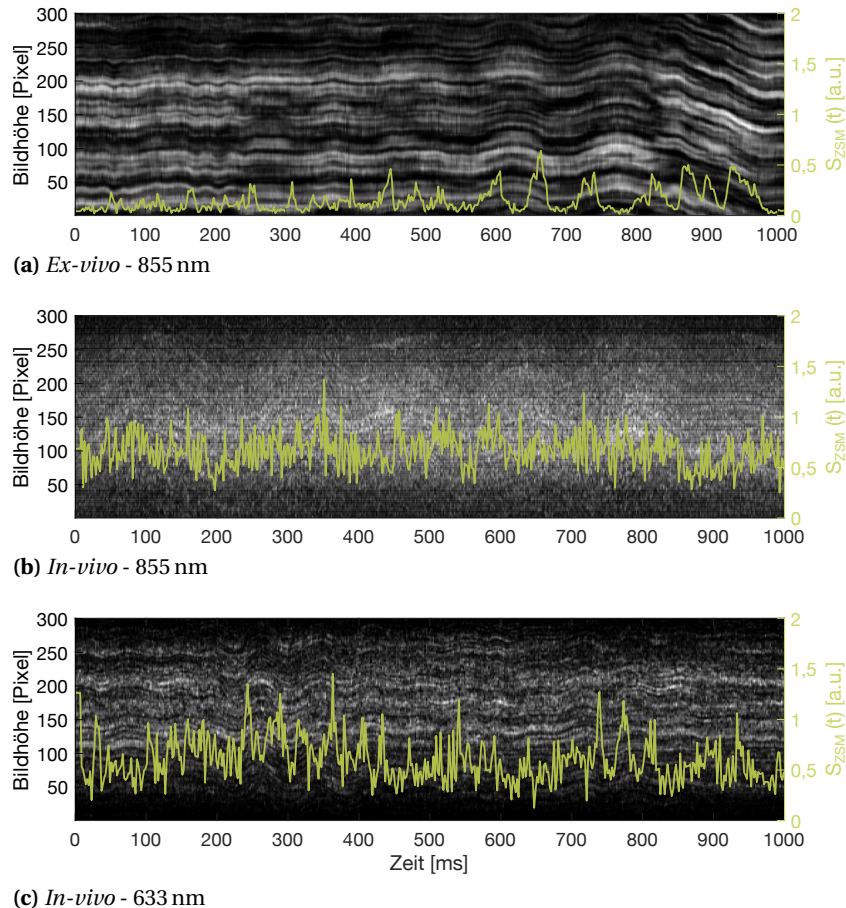 300
250
200
150
100
50
Bildhöhe [Pixel]
2
1,5
1
0,5
0
S_ZSM (t) [a.u.]
0 100 200 300 400 500 600 700 800 900 1000
(a) Ex-vivo - 855 nm
300
250
200
150
100
50
Bildhöhe [Pixel]
2
1,5
1
0,5
0
S_ZSM (t) [a.u.]
0 100 200 300 400 500 600 700 800 900 1000
(b) In-vivo - 855 nm
300
250
200
150
100
50
Bildhöhe [Pixel]
2
1,5
1
0,5
0
S_ZSM (t) [a.u.]
0 100 200 300 400 500 600 700 800 900 1000
Zeit [ms]
(c) In-vivo - 633 nm